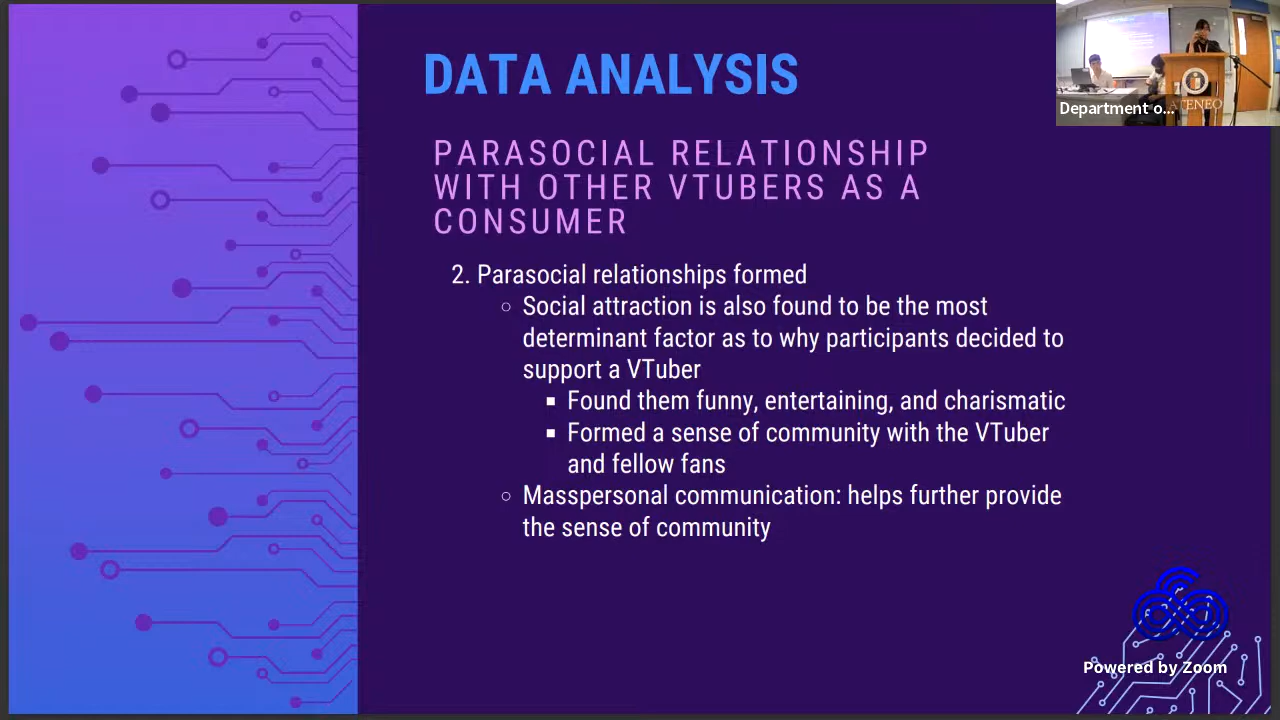 DATA ANALYSIS
Department o...
ATENEO
PARASOCIAL RELATIONSHIP
WITH OTHER VTUBERS AS A
CONSUMER
2. Parasocial relationships formed
Social attraction is also found to be the most
determinant factor as to why participants decided to
support a VTuber
Found them funny, entertaining, and charismatic
Formed a sense of community with the VTuber
and fellow fans
Masspersonal communication: helps further provide
the sense of community
Powered by Zoom